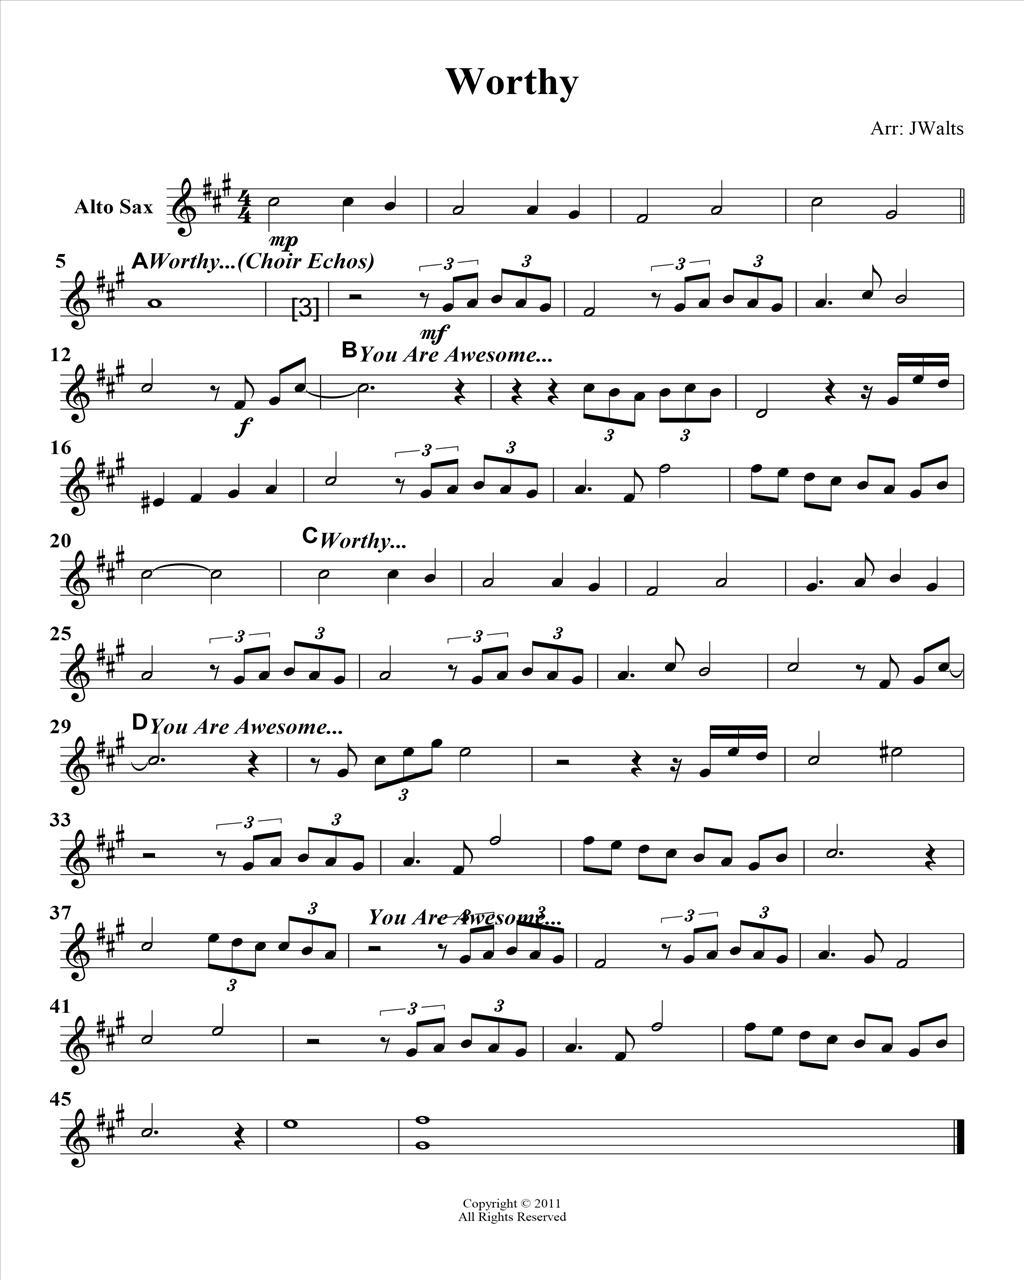 Worthy
Arr: JWalts
Alto Sax
4
4
mp
5
A Worthy...(Choir Echos)
3 3 3 3
[3]
mf
12
B You Are Awesome...
f
3 3
16
3 3
20
C Worthy...
25
3 3 3 3
29
D You Are Awesome...
3
33
3 3
37
3 You Are Awesome... 3 3 3 3
3
41
3 3
45
Copyright © 2011
All Rights Reserved